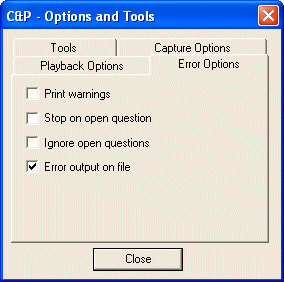 C&P - Options and Tools
Tools
Capture Options
Playback Options
Error Options
Print warnings
Stop on open question
Ignore open questions
Error output on file
Close